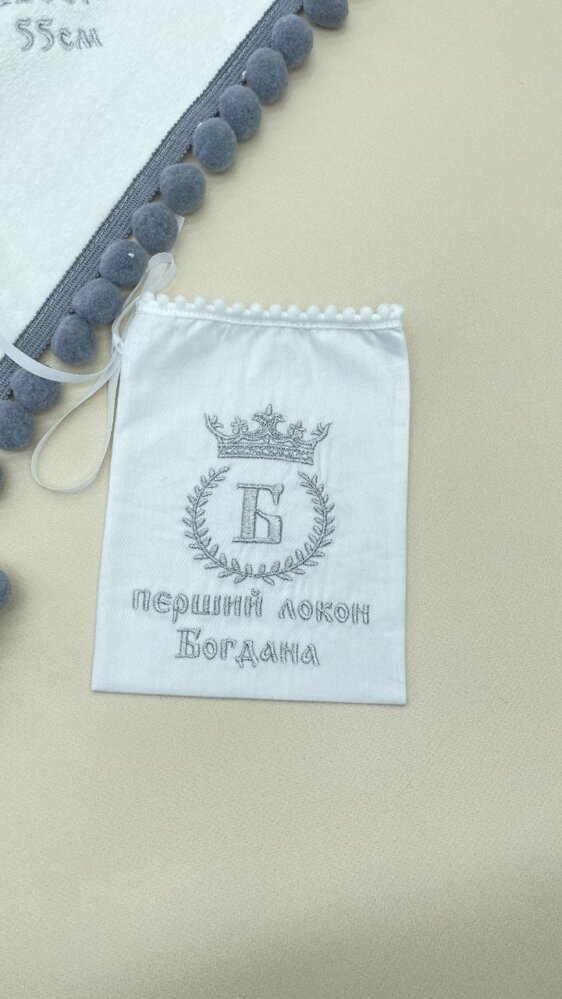 55см
Б
перший локон
Богдана